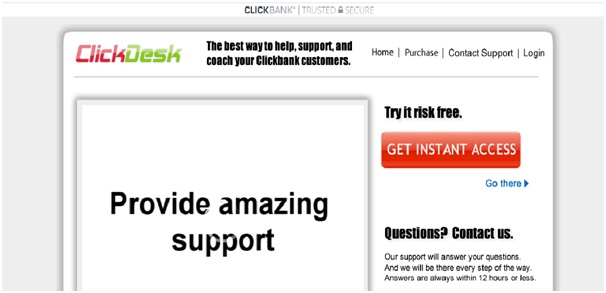 CLICKBANK® | TRUSTED SECURE
ClickDesk
The best way to help, support, and
coach your Clickbank customers.
Home | Purchase | Contact Support | Login
Provide amazing
support
Try it risk free.
GET INSTANT ACCESS
Go there
Questions? Contact us.
Our support will answer your questions.
And we will be there every step of the way.
Answers are always within 12 hours or less.